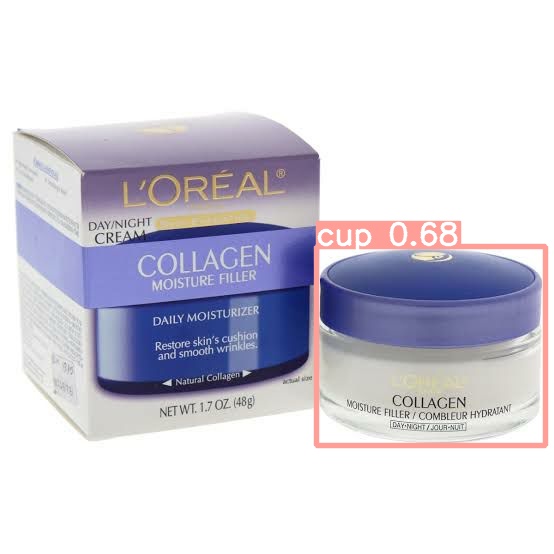 L'ORÉAL®
DAY/NIGHT
CREAM
COLLAGEN
MOISTURE FILLER
DAILY MOISTURIZER
Restore skin's cushion
and smooth wrinkles.
◄ Natural Collagen ►
actual size
NET WT. 1.7 OZ. (48g)
cup 0.68
L'ORÉAL
COLLAGEN
MOISTURE FILLER / COMBLEUR HYDRATANT
DAY•NIGHT / JOUR•NUIT